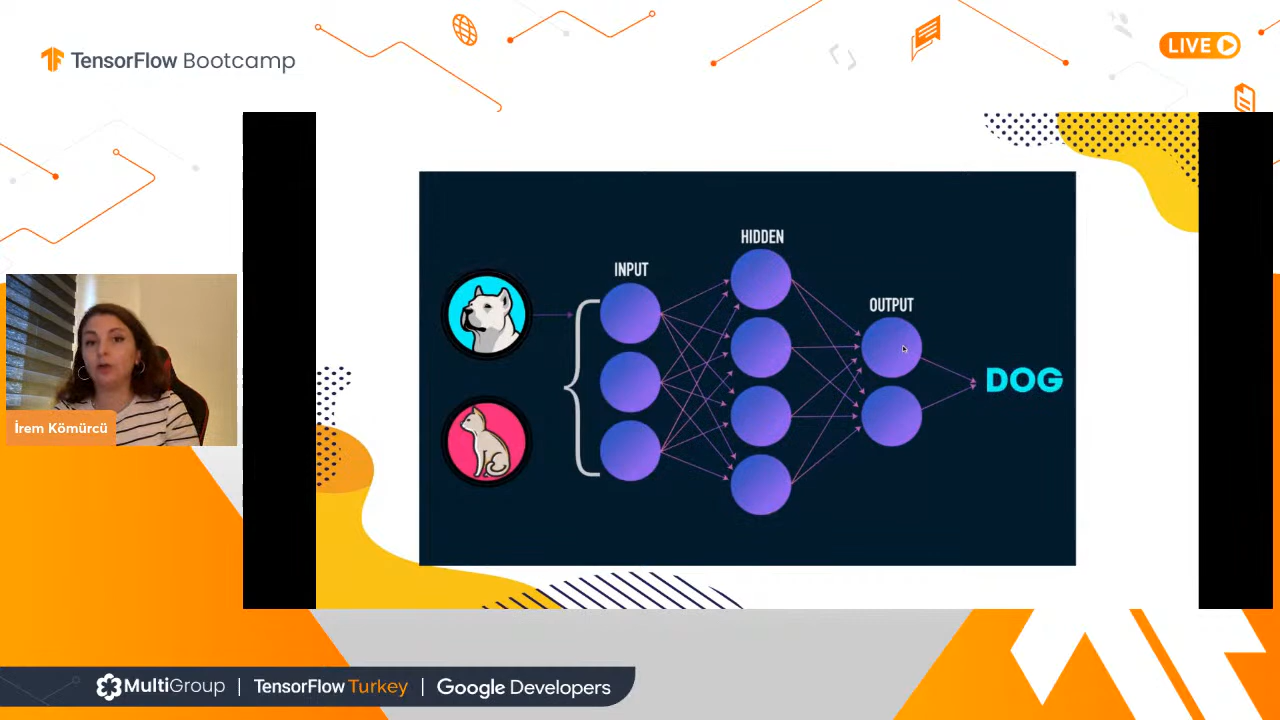 TensorFlow Bootcamp
LIVE
HIDDEN
INPUT
OUTPUT
DOG
İrem Kömürcü
MultiGroup | TensorFlow Turkey | Google Developers